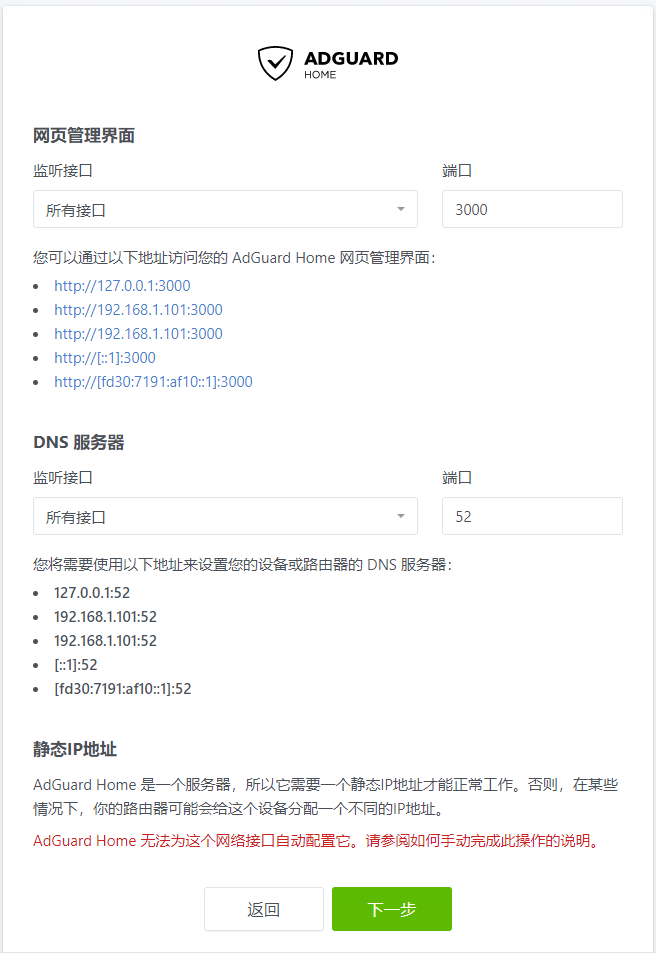 ADGUARD
HOME
网页管理界面
监听接口
端口
所有接口
3000
您可以通过以下地址访问您的 AdGuard Home 网页管理界面：
http://127.0.0.1:3000
http://192.168.1.101:3000
http://192.168.1.101:3000
http://[::1]:3000
http://[fd30:7191:af10::1]:3000
DNS 服务器
监听接口
端口
所有接口
52
您将需要使用以下地址来设置您的设备或路由器的 DNS 服务器：
127.0.0.1:52
192.168.1.101:52
192.168.1.101:52
[::1]:52
[fd30:7191:af10::1]:52
静态IP地址
AdGuard Home 是一个服务器，所以它需要一个静态IP地址才能正常工作。否则，在某些
情况下，你的路由器可能会给这个设备分配一个不同的IP地址。
AdGuard Home 无法为这个网络接口自动配置它。请参阅如何手动完成此操作的说明。
返回
下一步